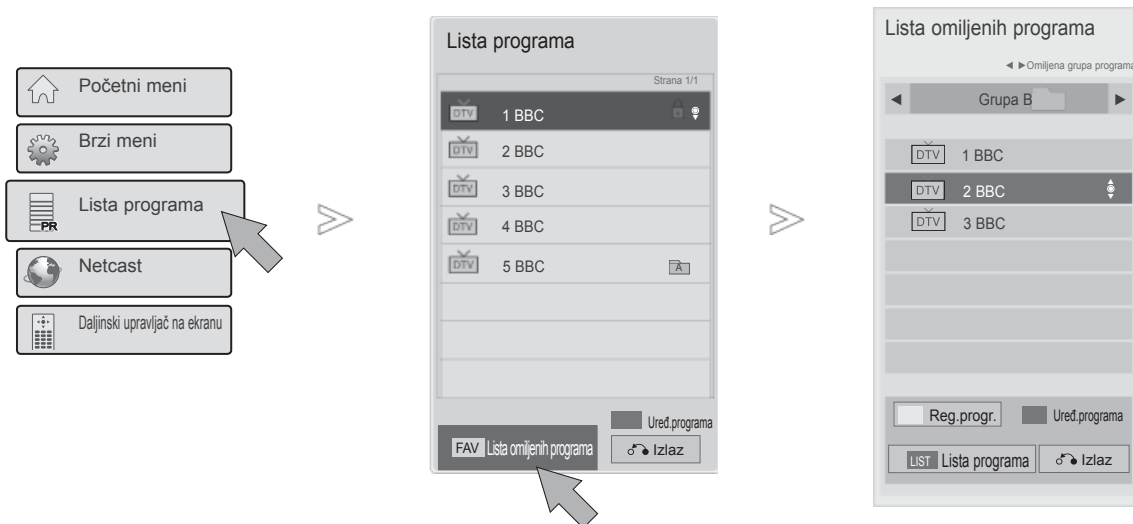 Početni meni
Brzi meni
Lista programa
PR
Netcast
Daljinski upravljač na ekranu
Lista programa
Strana 1/1
DTV 1 BBC
DTV 2 BBC
DTV 3 BBC
DTV 4 BBC
DTV 5 BBC A
Uređ.programa
FAV Lista omiljenih programa Izlaz
Lista omiljenih programa
◄ ►Omiljena grupa programa
◄ Grupa B ►
DTV 1 BBC
DTV 2 BBC
DTV 3 BBC
Reg.progr. Uređ.programa
LIST Lista programa Izlaz